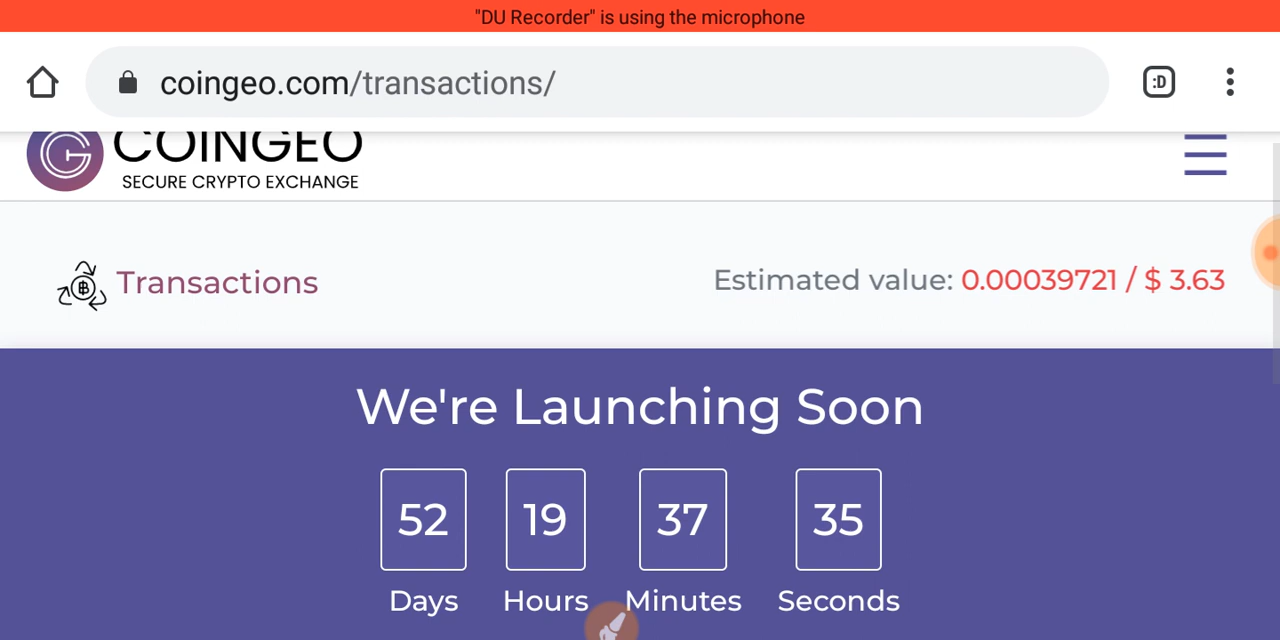 "DU Recorder" is using the microphone
coingeo.com/transactions/
:D
COINGEO
SECURE CRYPTO EXCHANGE
Transactions
Estimated value: 0.00039721 / $ 3.63
We're Launching Soon
52 19 37 35
Days Hours Minutes Seconds